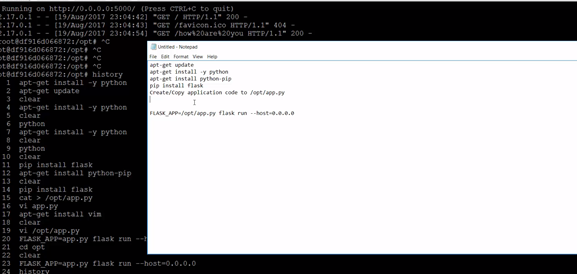 Running on http://0.0.0.0:5000/ (Press CTRL+C to quit)
2.17.0.1 - - [19/Aug/2017 23:04:42] "GET / HTTP/1.1" 200 -
2.17.0.1 - - [19/Aug/2017 23:04:43] "GET /favicon.ico HTTP/1.1" 404 -
2.17.0.1 - - [19/Aug/2017 23:04:54] "GET /how%20are%20you HTTP/1.1" 200 -
root@df916d066872:/opt# ^C
ot@df916d066872:/opt# ^C
ot@df916d066872:/opt# ^C
ot@df916d066872:/opt# history
1 apt-get install -y python
2 apt-get update
3 clear
4 apt-get install -y python
5 clear
6 python
7 apt-get install -y python
8 clear
9 python
10 clear
11 pip install flask
12 apt-get install python-pip
13 clear
14 pip install flask
15 cat > /opt/app.py
16 vi app.py
17 apt-get install vim
18 clear
19 vi /opt/app.py
20 FLASK_APP=app.py flask run --h
21 cd opt
22 clear
23 FLASK_APP=app.py flask run --host=0.0.0.0
24 history
Untitled - Notepad
File Edit Format View Help
apt-get update
apt-get install -y python
apt-get install python-pip
pip install flask
Create/Copy application code to /opt/app.py
FLASK_APP=/opt/app.py flask run --host=0.0.0.0